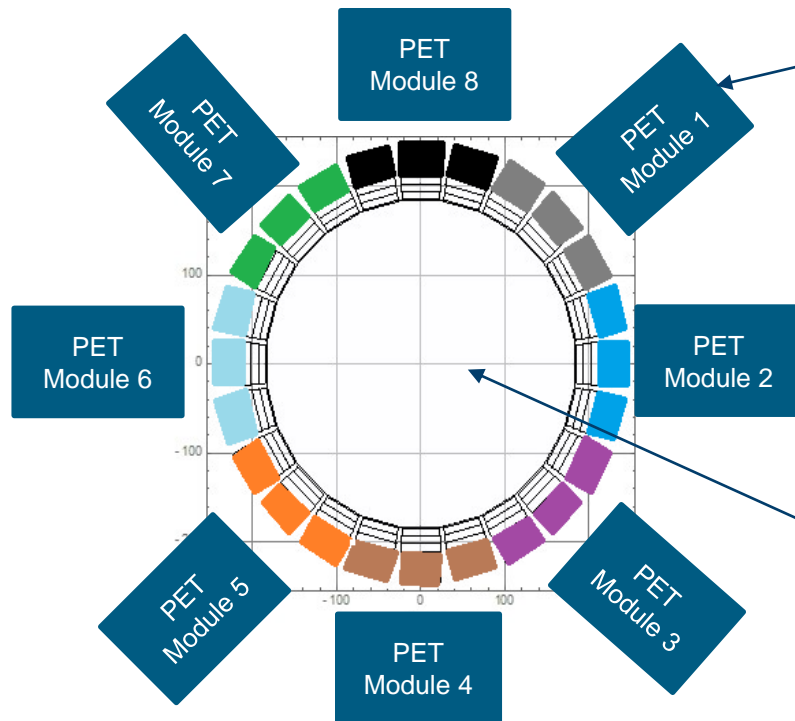 PET
Module 8
PET
Module 7
PET
Module 1
100
PET
Module 6
0
PET
Module 2
- 100
PET
Module 5
PET
Module 3
- 100
0
100
PET
Module 4